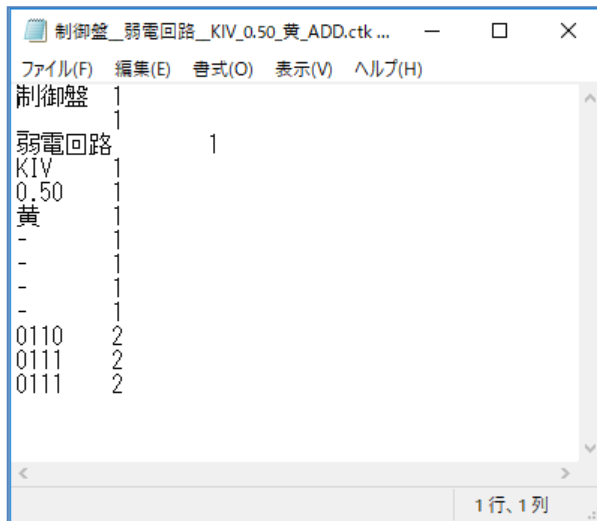 制御盤__弱電回路__KIV_0.50_黄_ADD.ctk ...
ファイル(F) 編集(E) 書式(O) 表示(V) ヘルプ(H)
制御盤 1
1
弱電回路 1
KIV 1
0.50 1
黄 1
- 1
- 1
- 1
- 1
0110 2
0111 2
0111 2
1行、1列